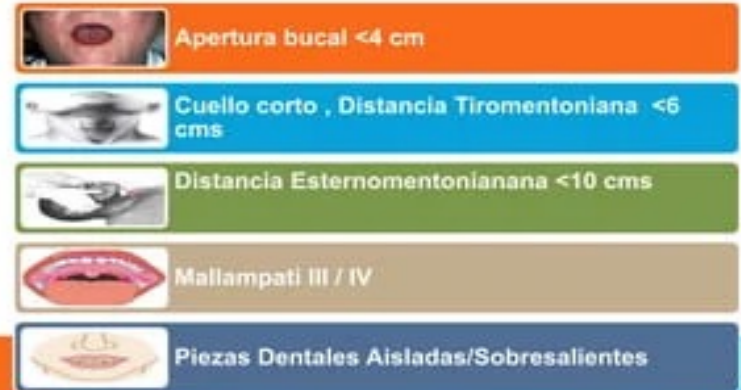 Apertura bucal <4 cm
Cuello corto , Distancia Tiromentoniana <6
cms
Distancia Esternomentonianana <10 cms
Mallampati III / IV
Piezas Dentales Aisladas/Sobresalientes